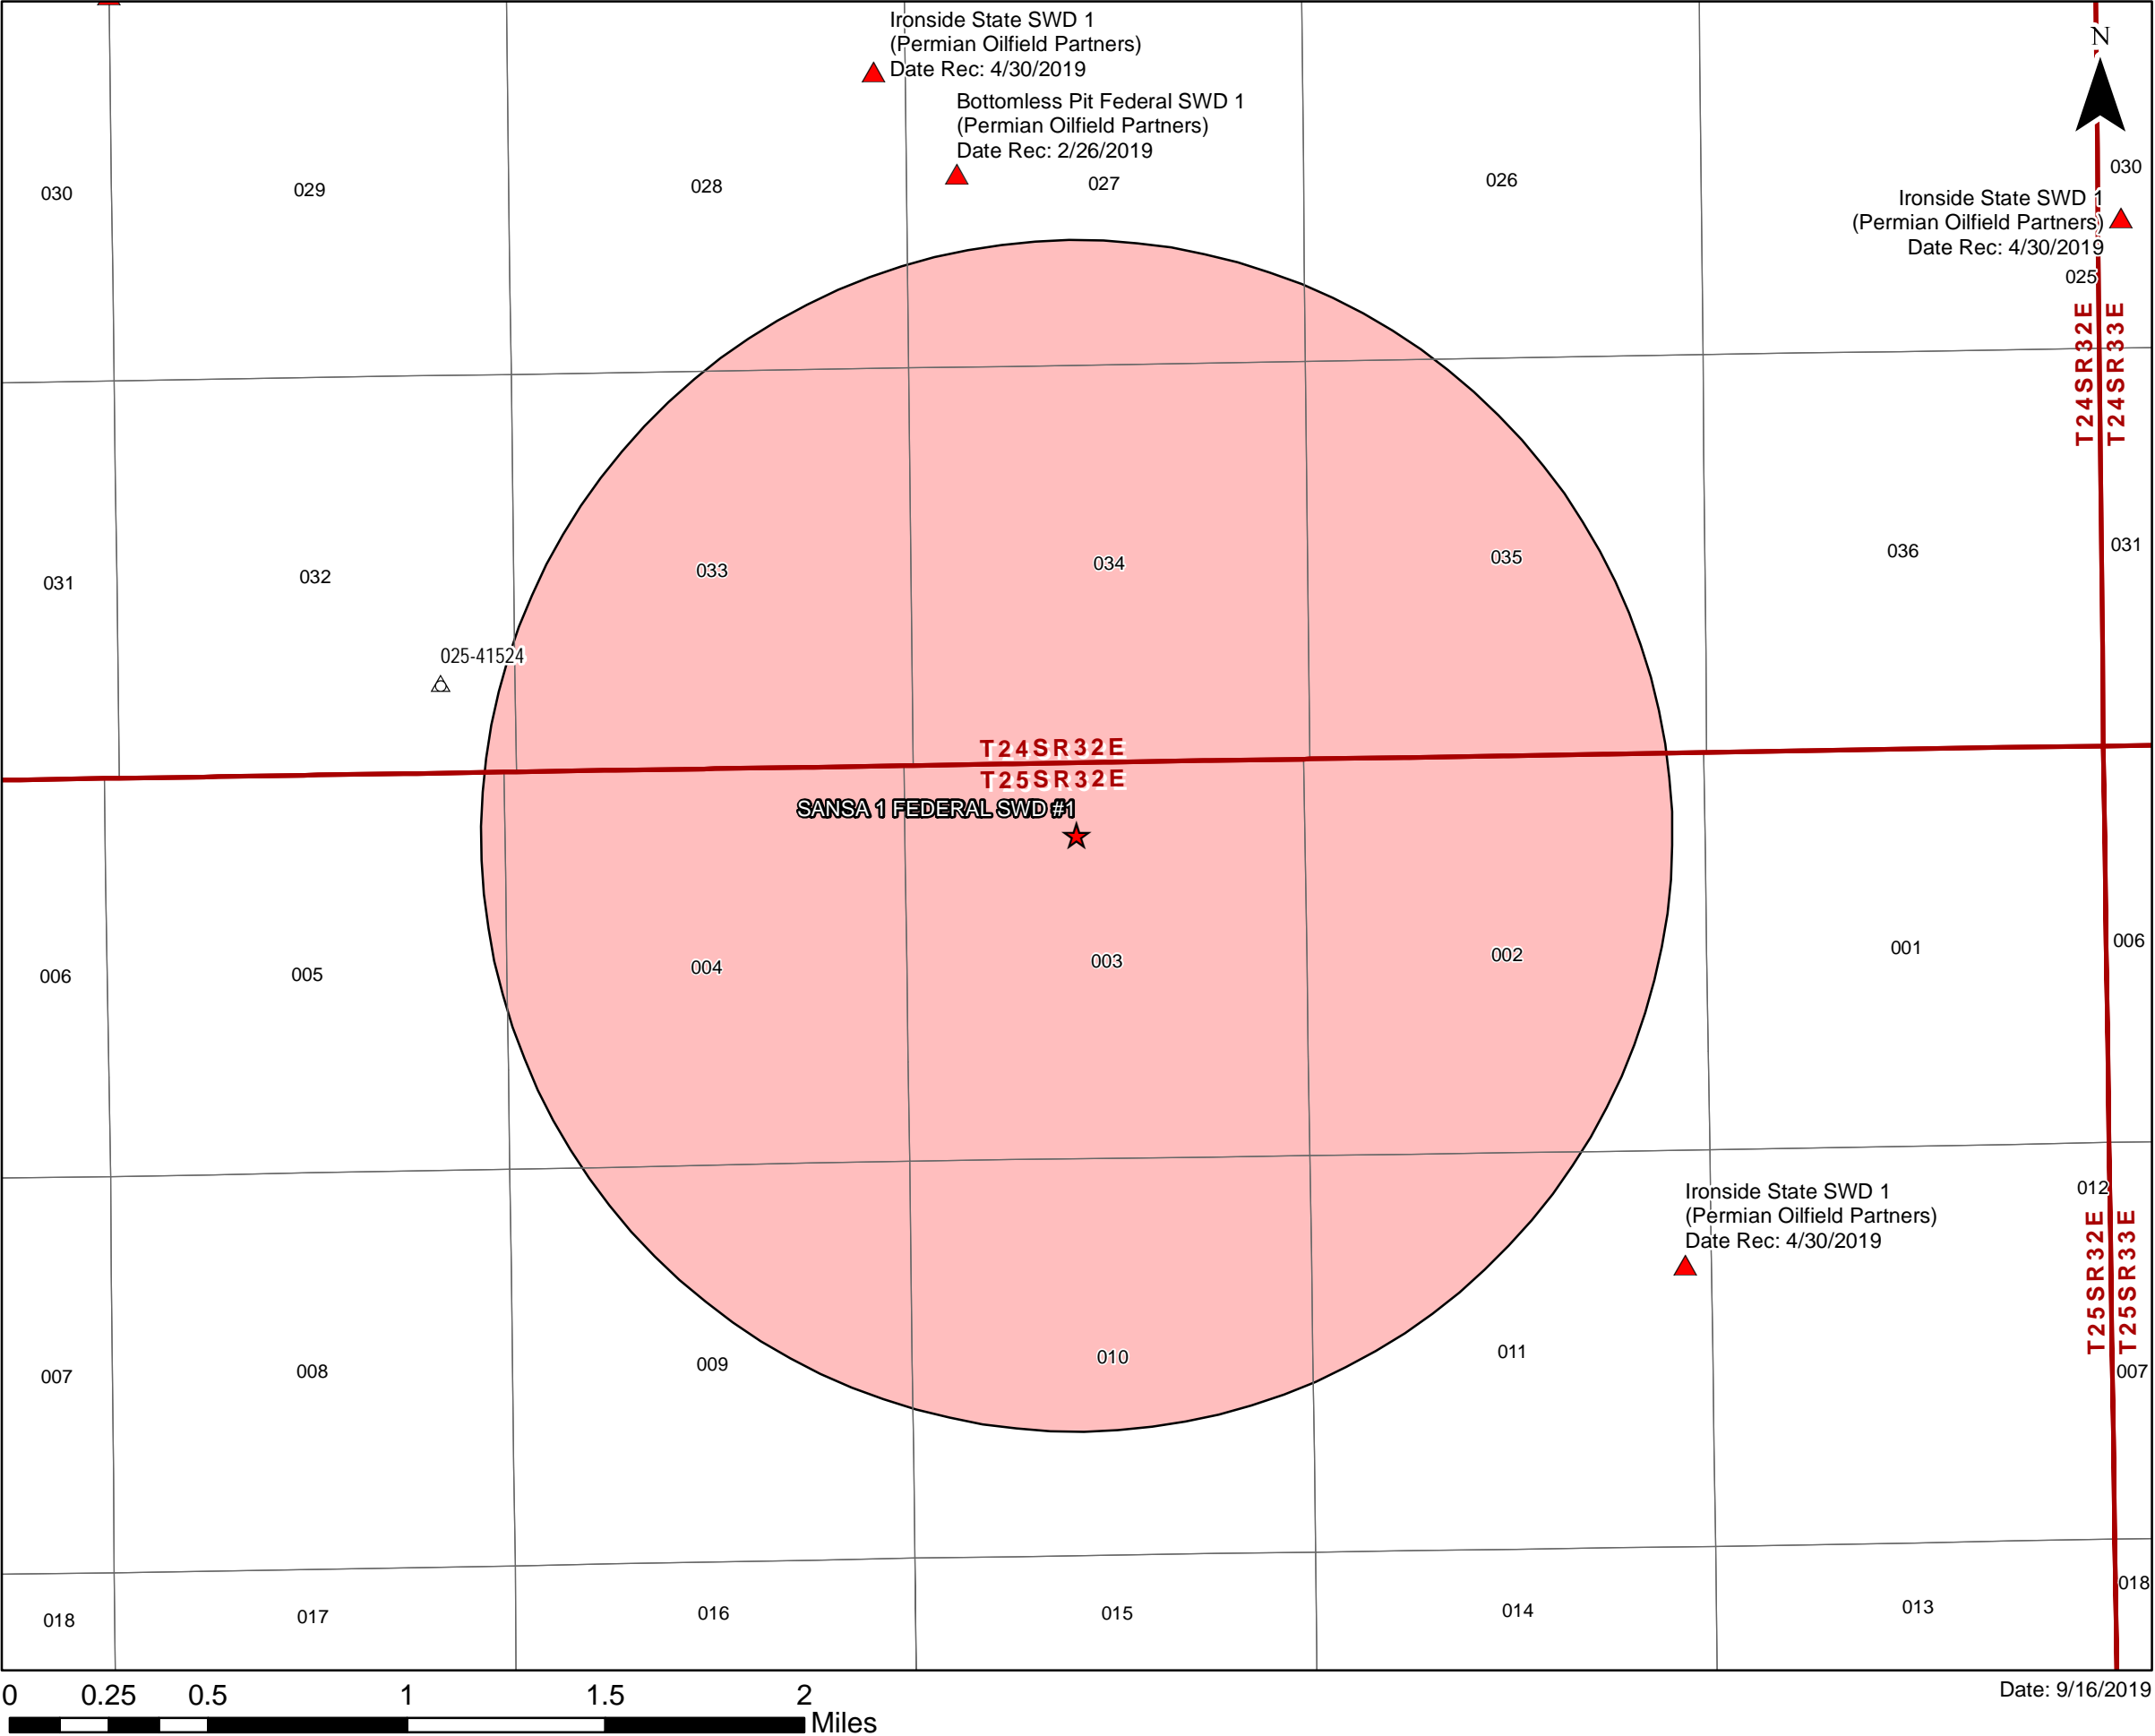 Ironside State SWD 1
(Permian Oilfield Partners)
Date Rec: 4/30/2019
N
Bottomless Pit Federal SWD 1
(Permian Oilfield Partners)
Date Rec: 2/26/2019
030
029
028
027
026
030
Ironside State SWD 1
(Permian Oilfield Partners)
Date Rec: 4/30/2019
025
T24SR32E
T24SR33E
031
032
033
034
035
036
031
025-41524
T24SR32E
T25SR32E
SANSA 1 FEDERAL SWD #1
006
005
004
003
002
001
006
Ironside State SWD 1
(Permian Oilfield Partners)
Date Rec: 4/30/2019
012
T25SR32E
T25SR33E
007
008
009
010
011
007
018
017
016
015
014
013
018
0 0.25 0.5 1 1.5 2
Miles
Date: 9/16/2019